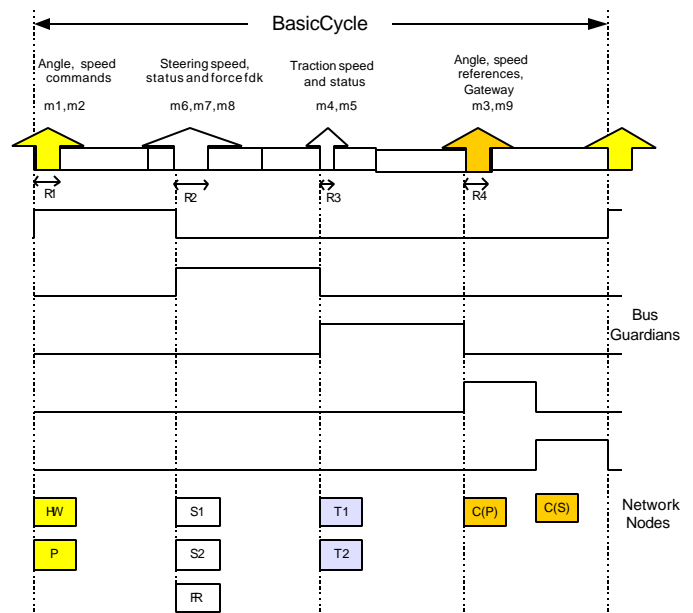 BasicCycle
Angle, speed
commands
m1,m2
Steering speed,
status and force fdk
m6,m7,m8
Traction speed
and status
m4,m5
Angle, speed
references,
Gateway
m3,m9
R1
R2
R3
R4
Bus
Guardians
HW
S1
T1
C(P)
C(S)
Network
Nodes
P
S2
T2
FR